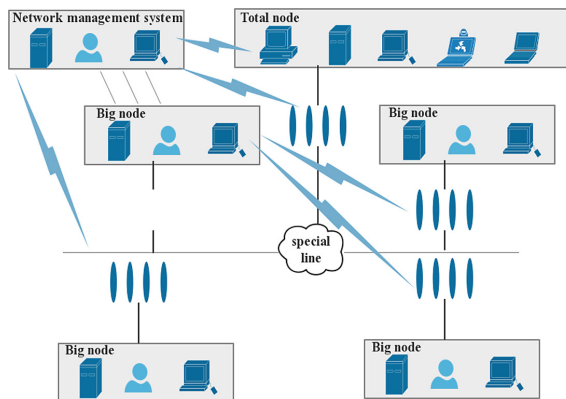 Network management system
Total node
Big node
Big node
special
line
Big node
Big node